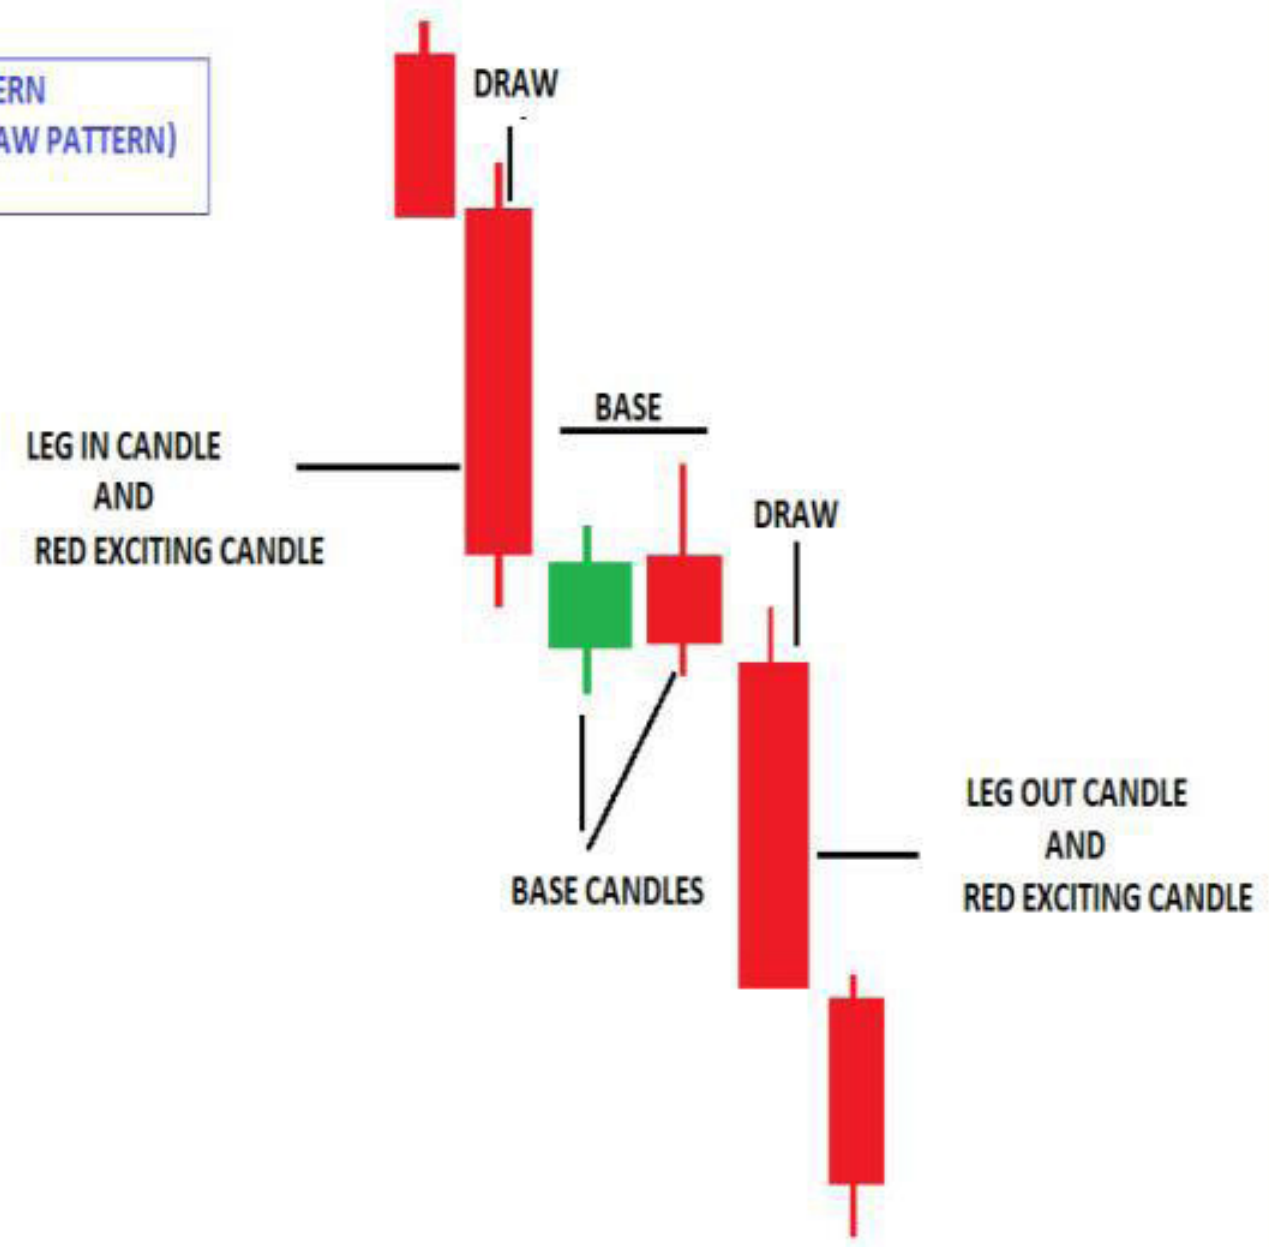 ERN
AW PATTERN)
DRAW
BASE
LEG IN CANDLE
AND
RED EXCITING CANDLE
DRAW
BASE CANDLES
LEG OUT CANDLE
AND
RED EXCITING CANDLE